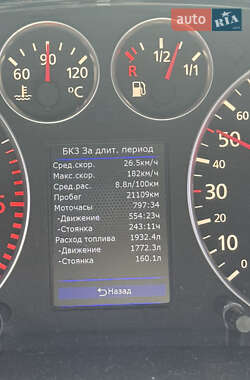 AUTO RIA
90
60
120
°C
1/2
R
1/1
БКЗ За длит. период
Сред.скор. 26.5км/ч
Макс.скор. 182км/ч
Сред.рас. 8.8л/100км
Пробег 21109км
Моточасы 797:34
-Движение 554:23ч
-Стоянка 243:11ч
Расход топлива 1932.4л
-Движение 1772.3л
-Стоянка 160.1л
Назад
50
30
10
0